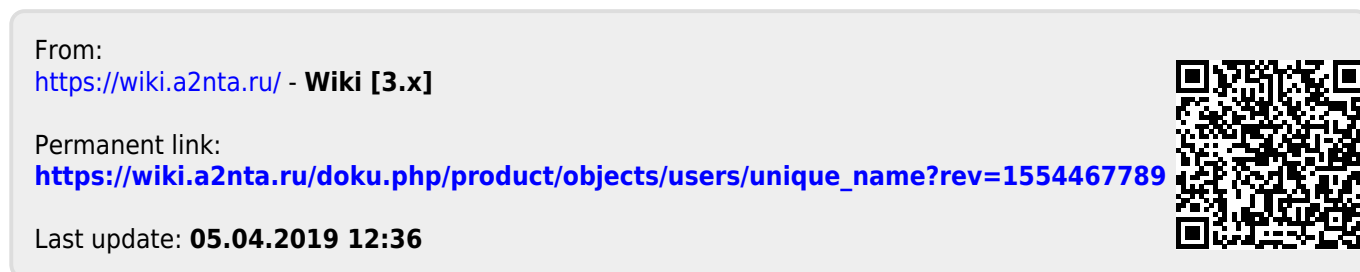 From:
https://wiki.a2nta.ru/ - Wiki [3.x]
Permanent link:
https://wiki.a2nta.ru/doku.php/product/objects/users/unique_name?rev=1554467789
Last update: 05.04.2019 12:36